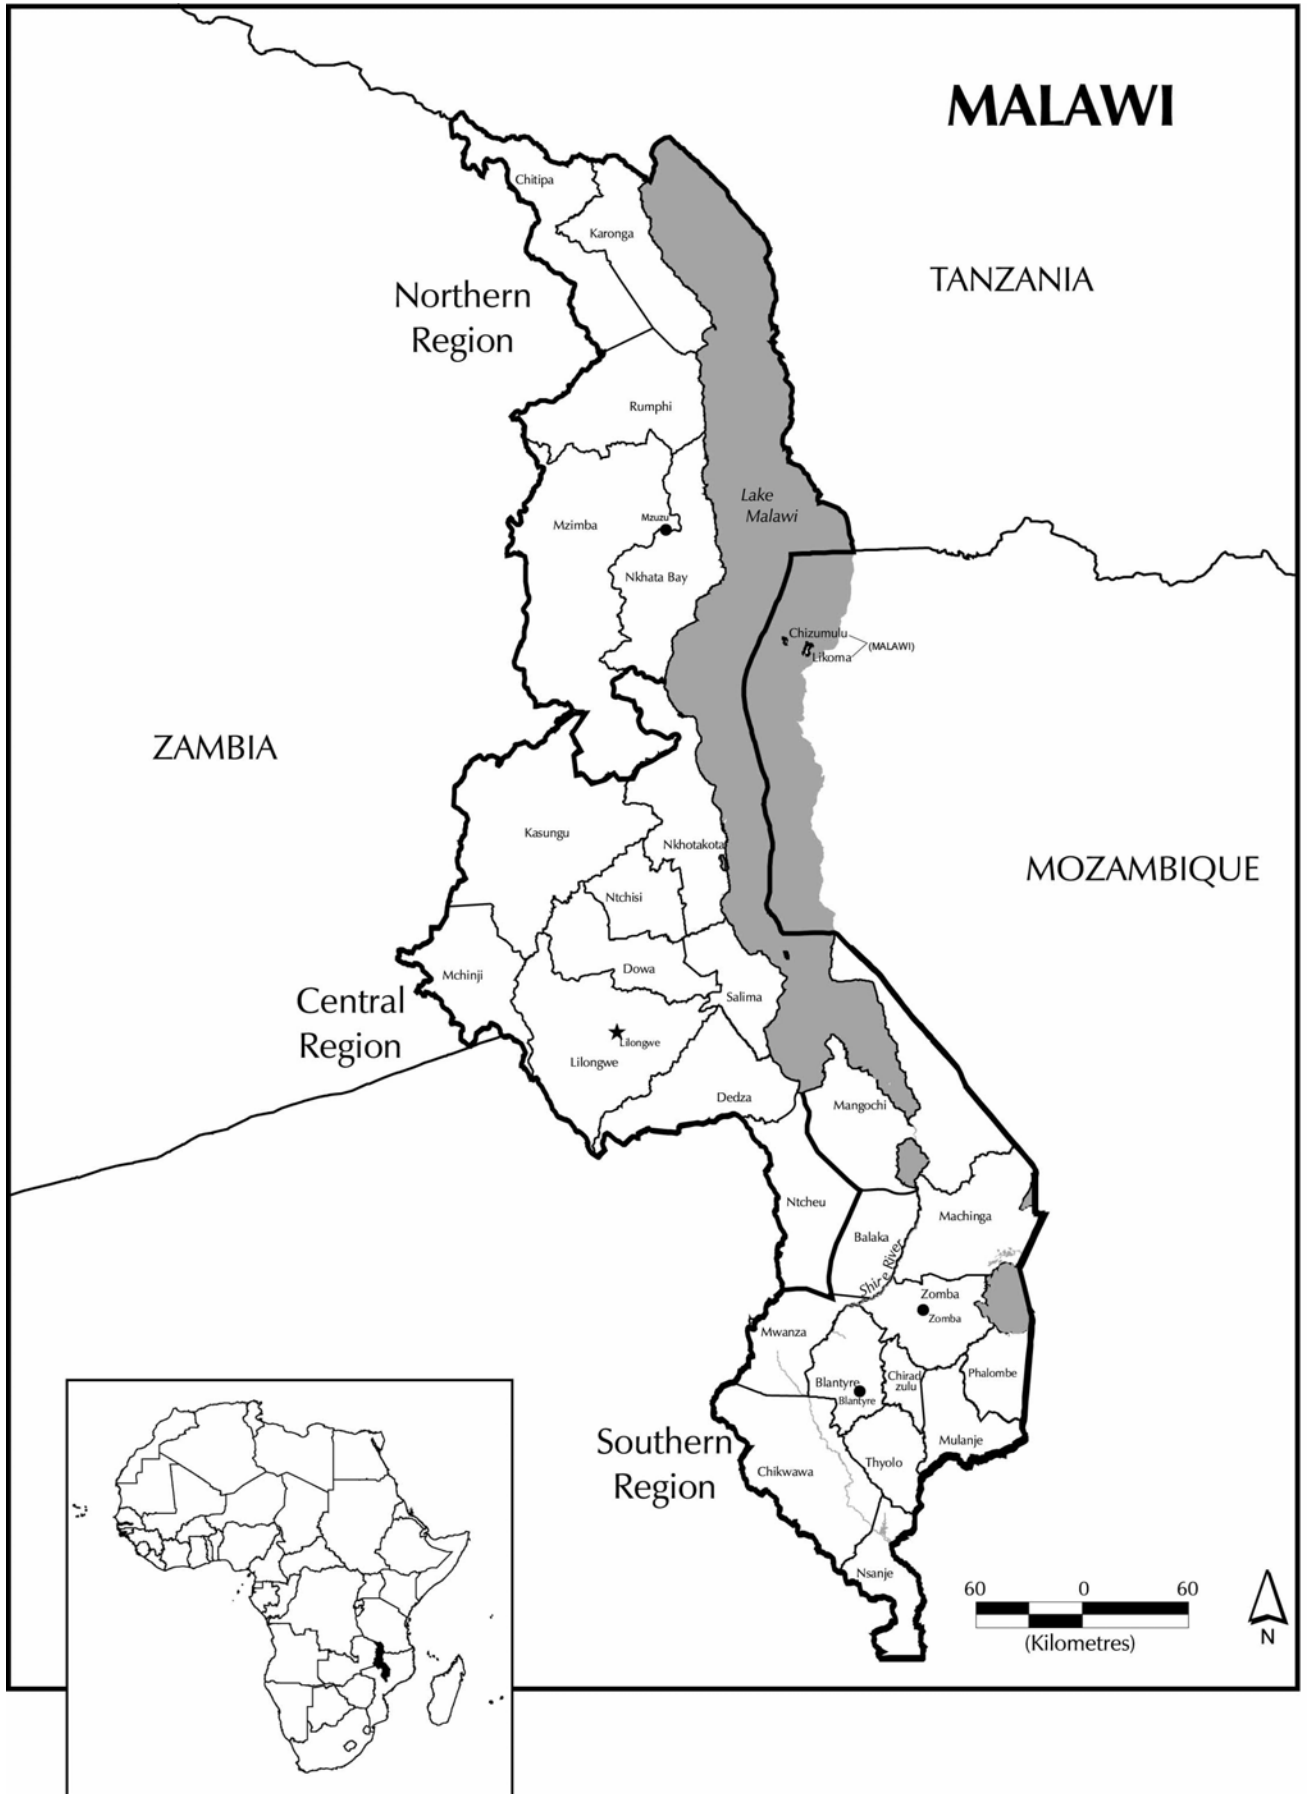 MALAWI
Chitipa
Karonga
TANZANIA
Northern
Region
Rumphi
Lake
Malawi
Mzuzu
Mzimba
Nkhata Bay
Chizumulu
(MALAWI)
Likoma
ZAMBIA
Kasungu
Nkhotakota
MOZAMBIQUE
Ntchisi
Dowa
Mchinji
Salima
Central
Region
Lilongwe
Lilongwe
Dedza
Mangochi
Ntcheu
Machinga
Balaka
Shire River
Zomba
Zomba
Mwanza
Phalombe
Chirad
zulu
Blantyre
Blantyre
Mulanje
Southern
Region
Thyolo
Chikwawa
Nsanje
60 0 60
(Kilometres)
N